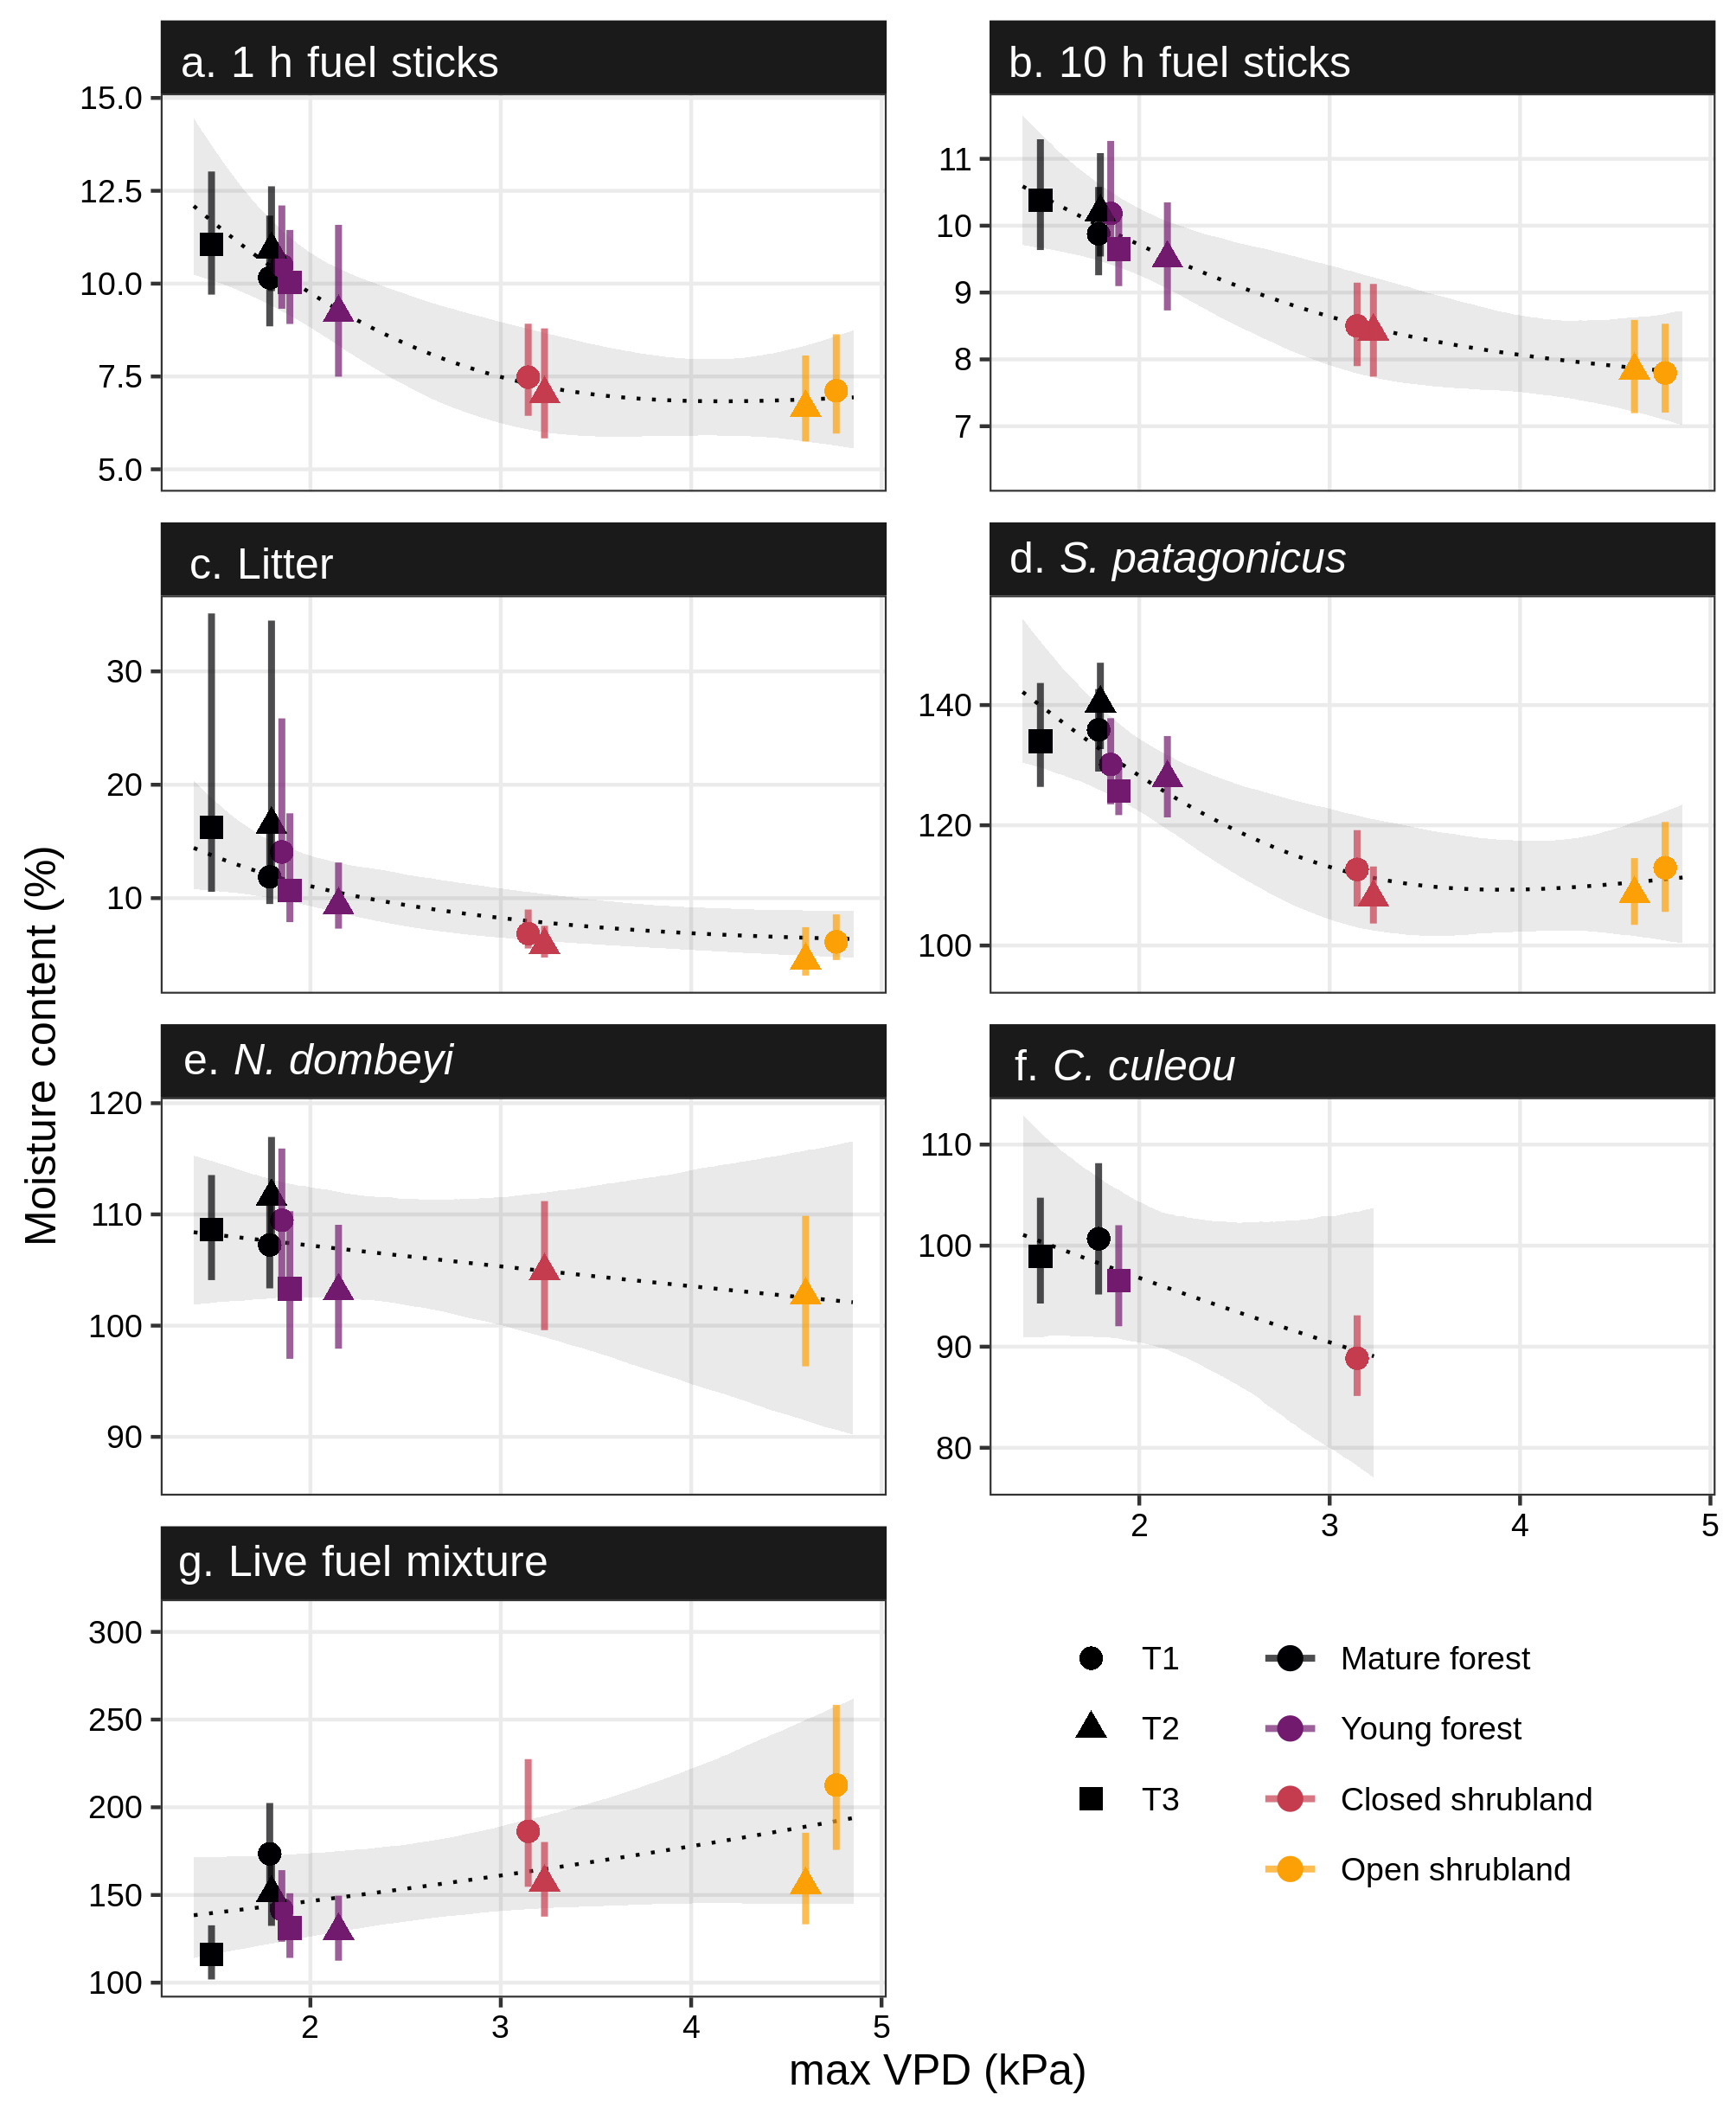 a. 1 h fuel sticks
15.0
12.5
10.0
7.5
5.0
b. 10 h fuel sticks
11
10
9
8
7
c. Litter
30
20
10
d. S. patagonicus
140
120
100
e. N. dombeyi
120
110
100
90
f. C. culeou
110
100
90
80
2 3 4 5
g. Live fuel mixture
300
250
200
150
100
2 3 4 5
Moisture content (%)
max VPD (kPa)
T1
T2
T3
Mature forest
Young forest
Closed shrubland
Open shrubland